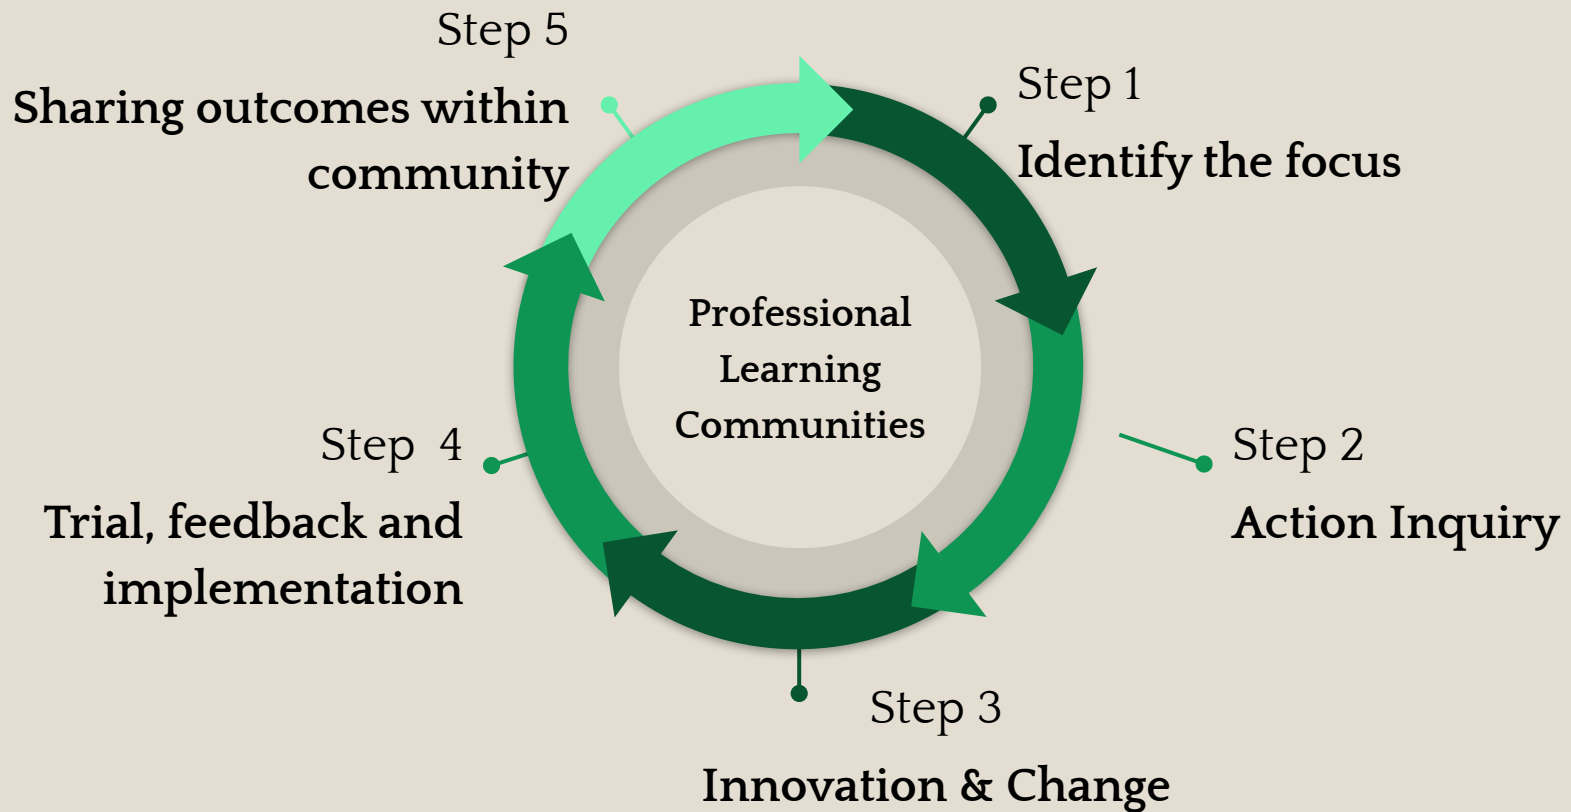 Step 1
Identify the focus
Step 2
Action Inquiry
Step 3
Innovation & Change
Step 4
Trial, feedback and
implementation
Step 5
Sharing outcomes within
community
Professional
Learning
Communities